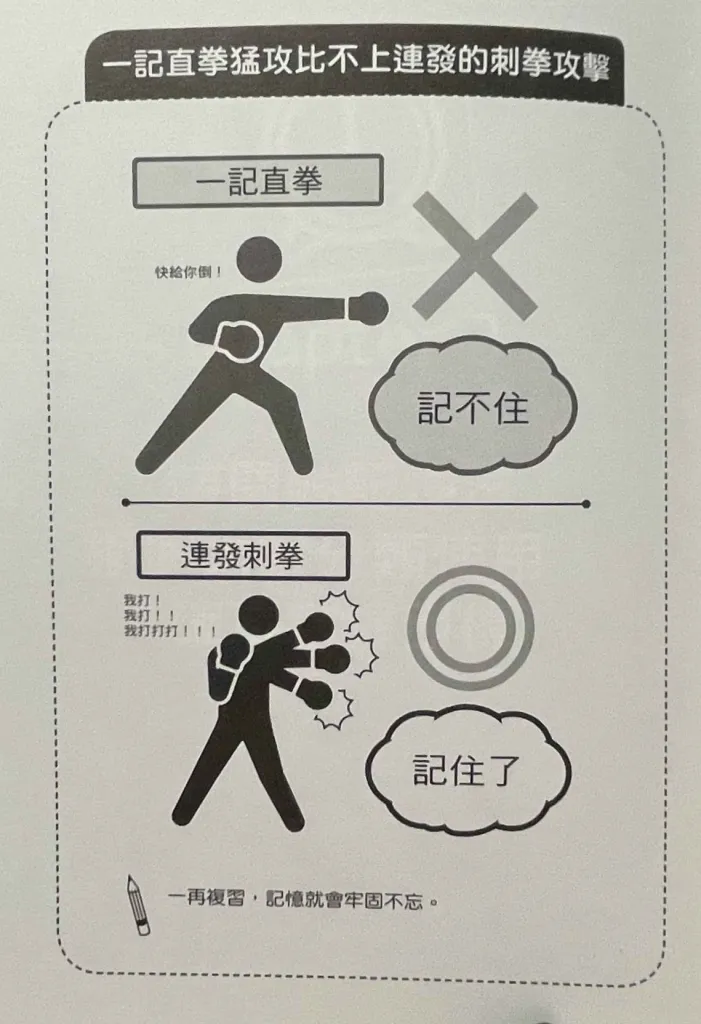 一記直拳猛攻比不上連發的刺拳攻擊
一記直拳
快給你倒！
記不住
連發刺拳
我打！
我打！！
我打打打！！！
記住了
一再複習，記憶就會牢固不忘。